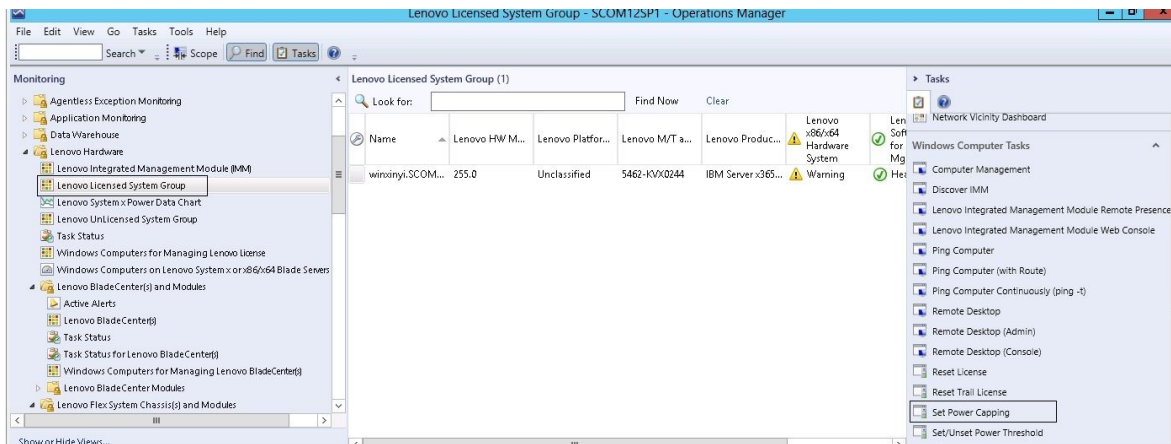 Lenovo Licensed System Group - SCOM12SP1 - Operations Manager
File Edit View Go Tasks Tools Help
Search Scope Find Tasks
Monitoring
Agentless Exception Monitoring
Application Monitoring
Data Warehouse
Lenovo Hardware
Lenovo Integrated Management Module (IMM)
Lenovo Licensed System Group
Lenovo System x Power Data Chart
Lenovo UnLicensed System Group
Task Status
Windows Computers for Managing Lenovo License
Windows Computers on Lenovo System x or x86/x64 Blade Servers
Lenovo BladeCenter(s) and Modules
Active Alerts
Lenovo BladeCenter(s)
Task Status
Task Status for Lenovo BladeCenter(s)
Windows Computers for Managing Lenovo BladeCenter(s)
Lenovo BladeCenter Modules
Lenovo Flex System Chassis(s) and Modules
Show or Hide Views...
Lenovo Licensed System Group (1)
Look for: Find Now Clear
Name Lenovo HW M... Lenovo Platfor... Lenovo M/T a... Lenovo Produc... Lenovo x86/x64 Hardware System Len Soft for Mg
winxinyi.SCOM... 255.0 Unclassified 5462-KVX0244 IBM Server x365... Warning Hea
Tasks
Network Vicinity Dashboard
Windows Computer Tasks
Computer Management
Discover IMM
Lenovo Integrated Management Module Remote Presence
Lenovo Integrated Management Module Web Console
Ping Computer
Ping Computer (with Route)
Ping Computer Continuously (ping -t)
Remote Desktop
Remote Desktop (Admin)
Remote Desktop (Console)
Reset License
Reset Trail License
Set Power Capping
Set/Unset Power Threshold